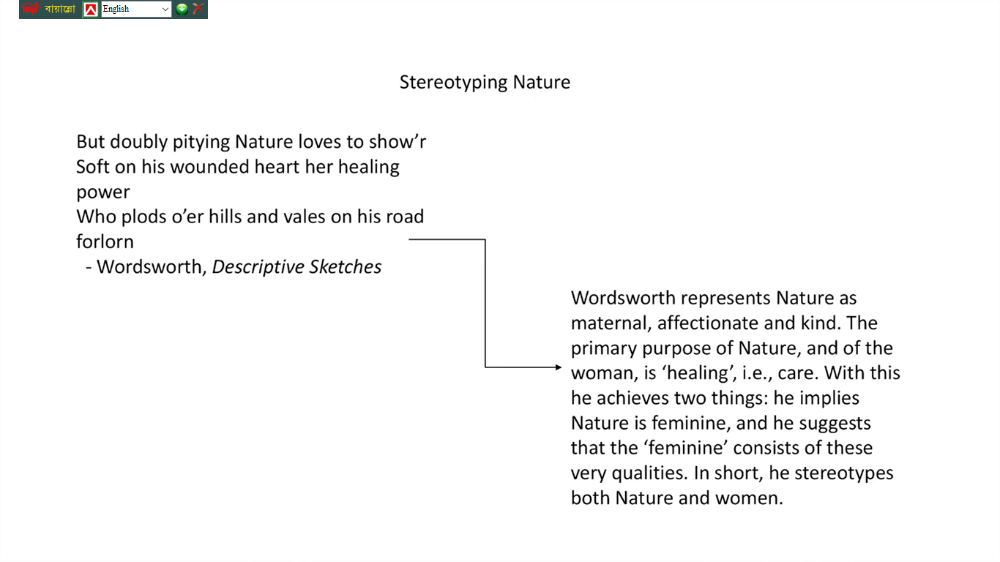 বায়ান্নো English
Stereotyping Nature
But doubly pitying Nature loves to show’r
Soft on his wounded heart her healing
power
Who plods o’er hills and vales on his road
forlorn
- Wordsworth, Descriptive Sketches
Wordsworth represents Nature as
maternal, affectionate and kind. The
primary purpose of Nature, and of the
woman, is ‘healing’, i.e., care. With this
he achieves two things: he implies
Nature is feminine, and he suggests
that the ‘feminine’ consists of these
very qualities. In short, he stereotypes
both Nature and women.